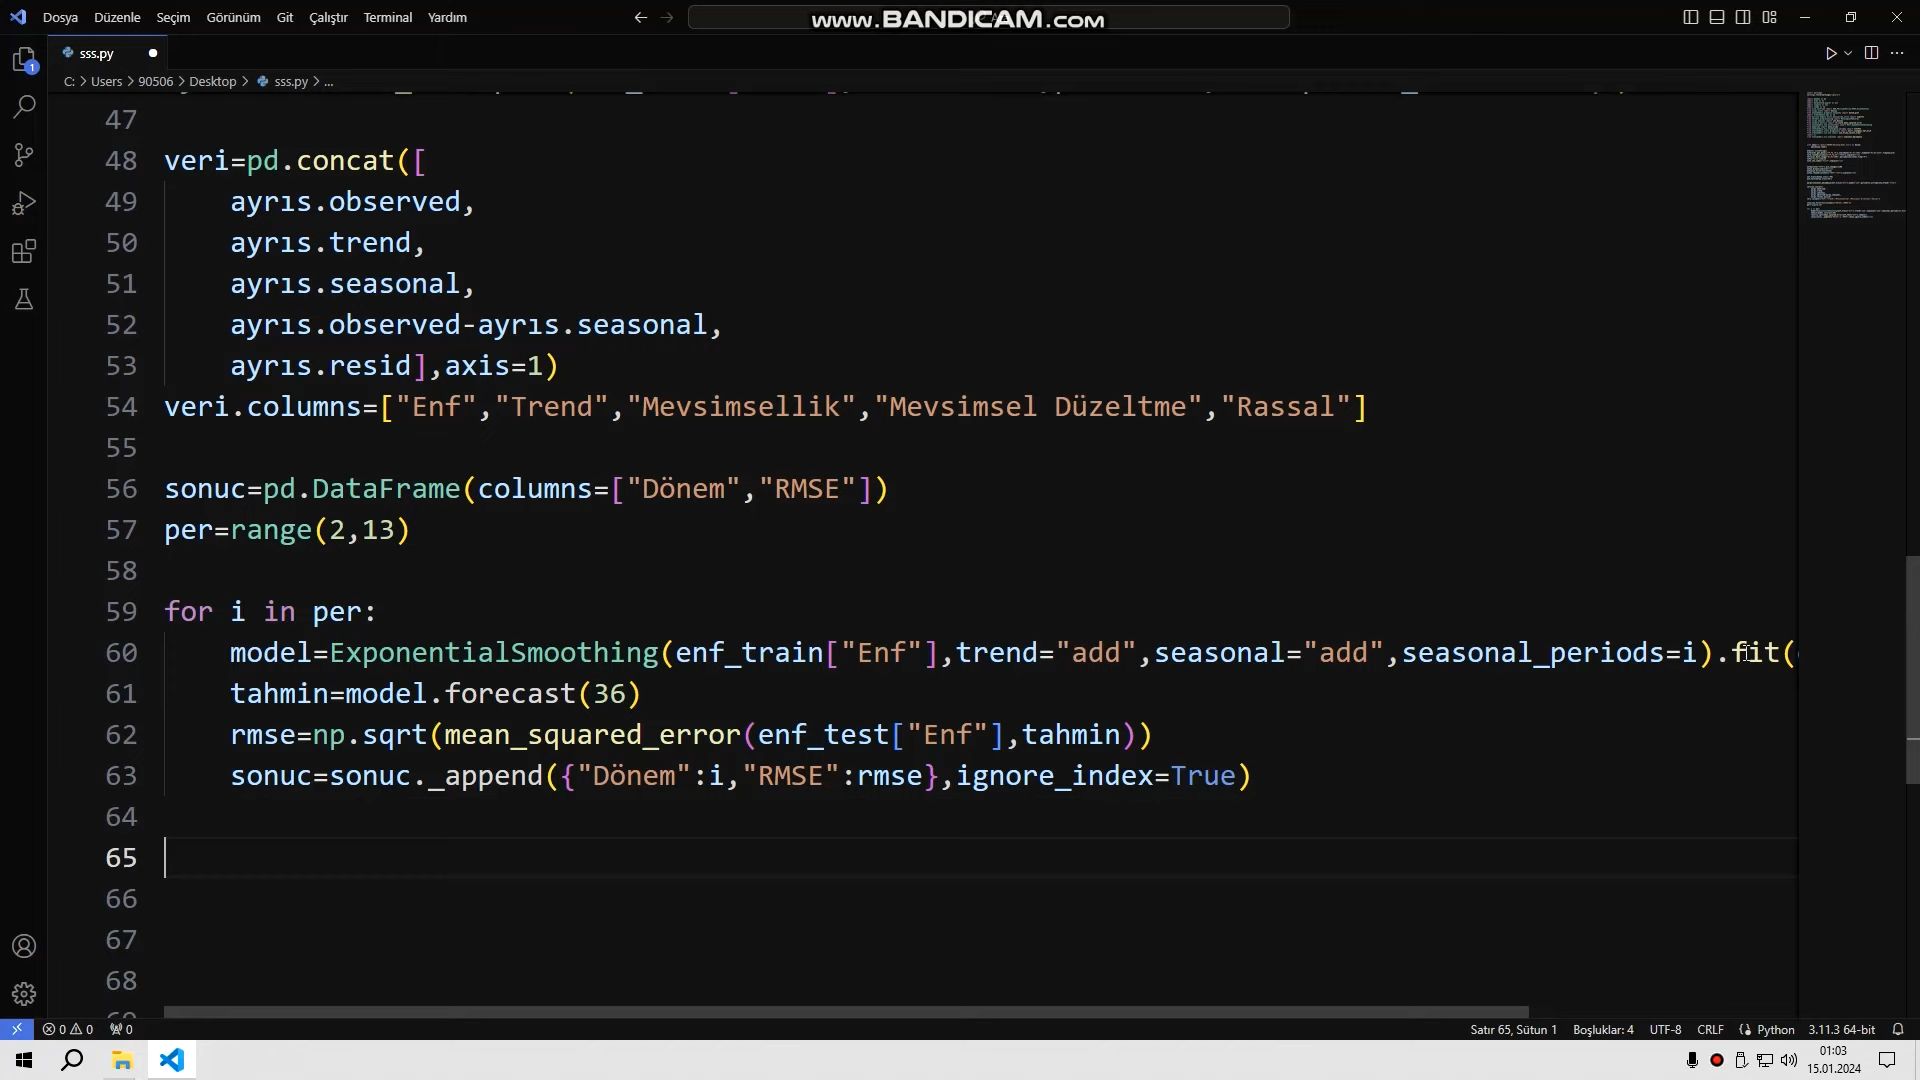 Dosya Düzenle Seçim Görünüm Git Çalıştır Terminal Yardım
www.BANDICAM.com
sss.py
C: > Users > 90506 > Desktop > sss.py > ...
47
48 veri=pd.concat([
49 ayrıs.observed,
50 ayrıs.trend,
51 ayrıs.seasonal,
52 ayrıs.observed-ayrıs.seasonal,
53 ayrıs.resid],axis=1)
54 veri.columns=["Enf","Trend","Mevsimsellik","Mevsimsel Düzeltme","Rassal"]
55
56 sonuc=pd.DataFrame(columns=["Dönem","RMSE"])
57 per=range(2,13)
58
59 for i in per:
60 model=ExponentialSmoothing(enf_train["Enf"],trend="add",seasonal="add",seasonal_periods=i).fit(
61 tahmin=model.forecast(36)
62 rmse=np.sqrt(mean_squared_error(enf_test["Enf"],tahmin))
63 sonuc=sonuc._append({"Dönem":i,"RMSE":rmse},ignore_index=True)
64
65
66
67
68
1
0 0 0 Satır 65, Sütun 1 Boşluklar: 4 UTF-8 CRLF Python 3.11.3 64-bit
01:03
15.01.2024